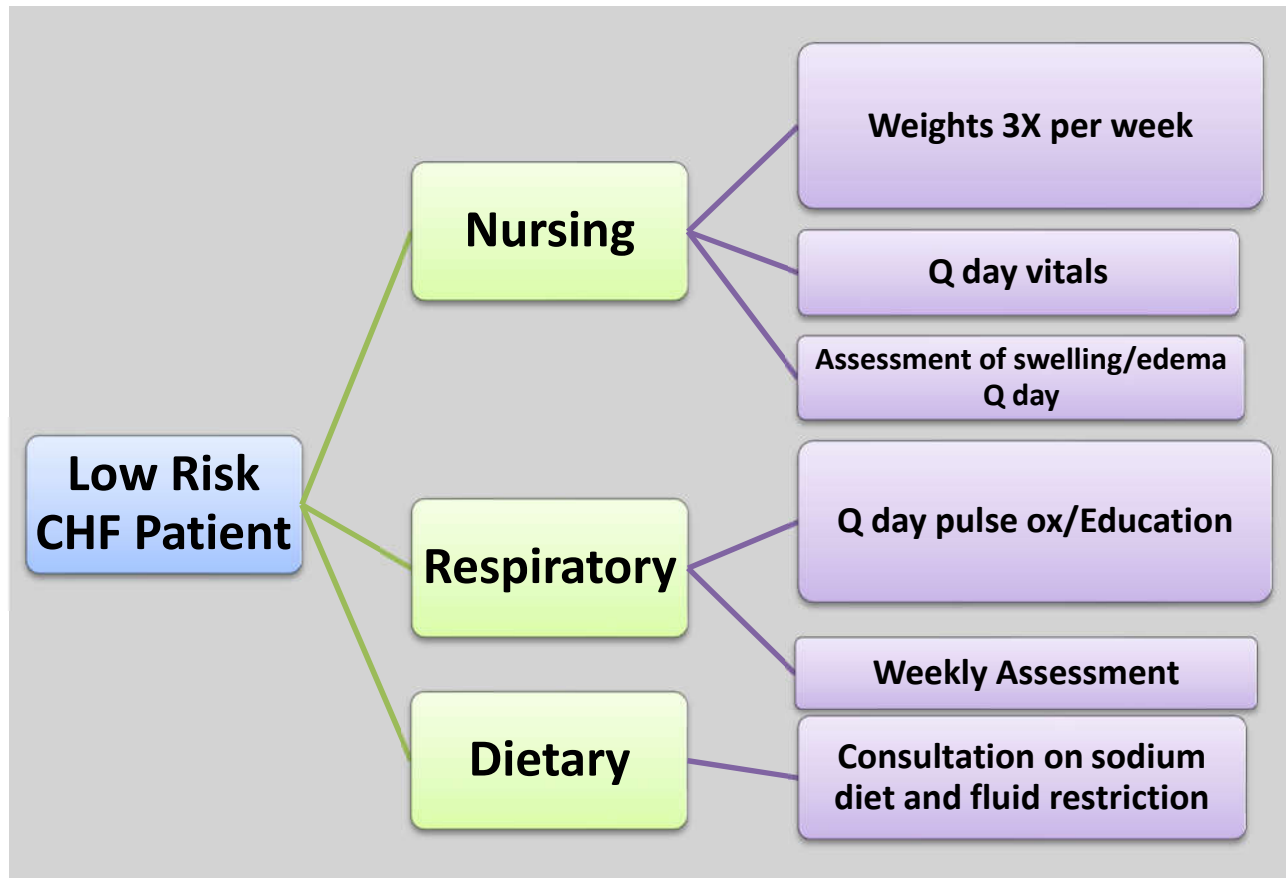 Low Risk
CHF Patient
Nursing
Weights 3X per week
Q day vitals
Assessment of swelling/edema
Q day
Respiratory
Q day pulse ox/Education
Weekly Assessment
Dietary
Consultation on sodium
diet and fluid restriction